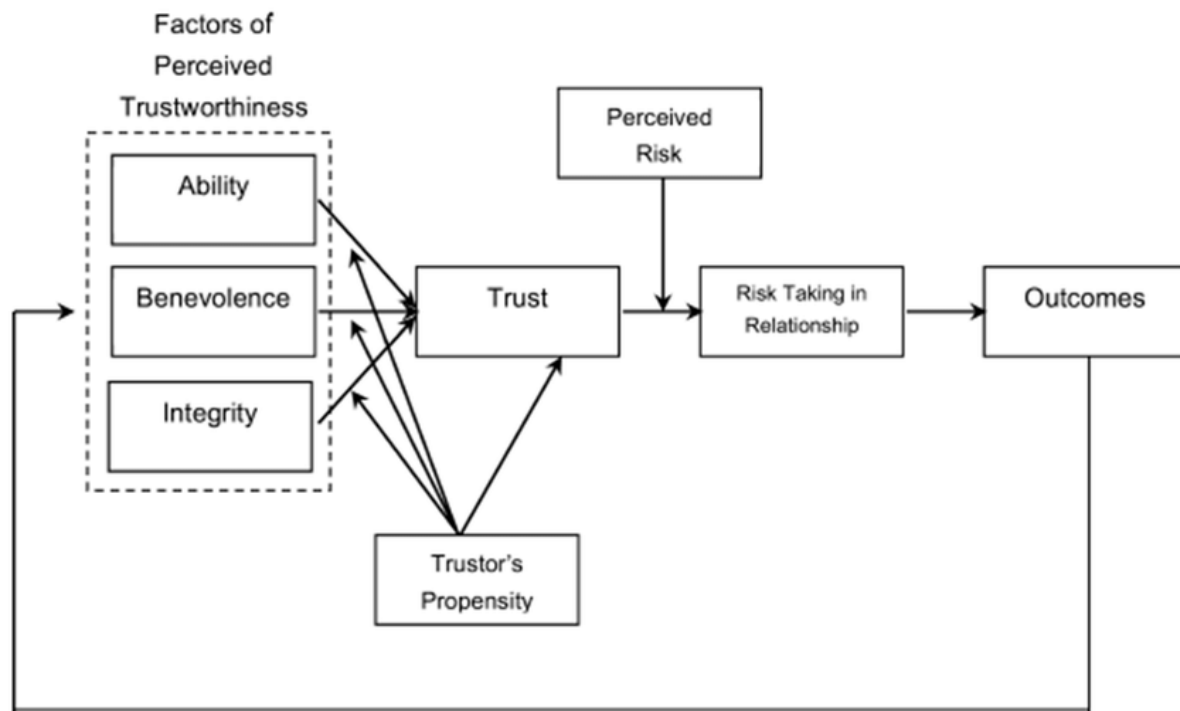 Factors of
Perceived
Trustworthiness
Ability
Benevolence
Integrity
Trust
Perceived
Risk
Risk Taking in
Relationship
Outcomes
Trustor’s
Propensity